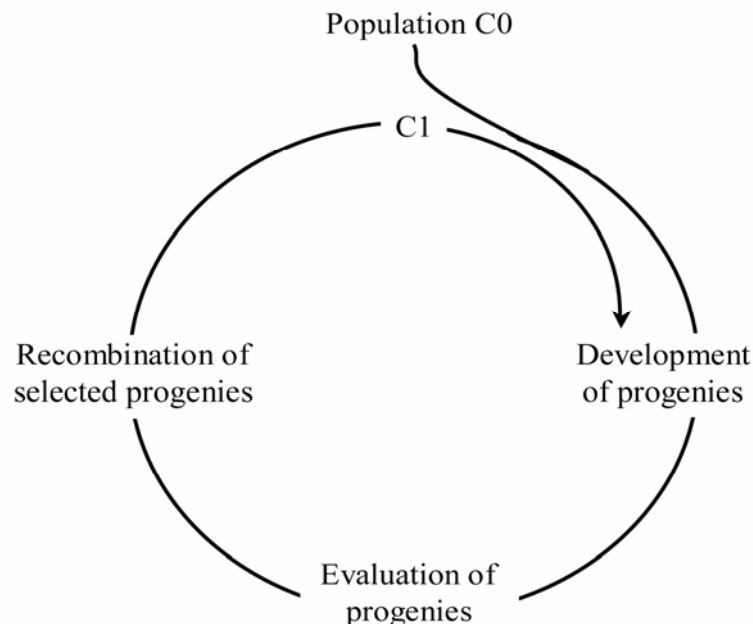 Population C0
C1
Recombination of
selected progenies
Development
of progenies
Evaluation of
progenies